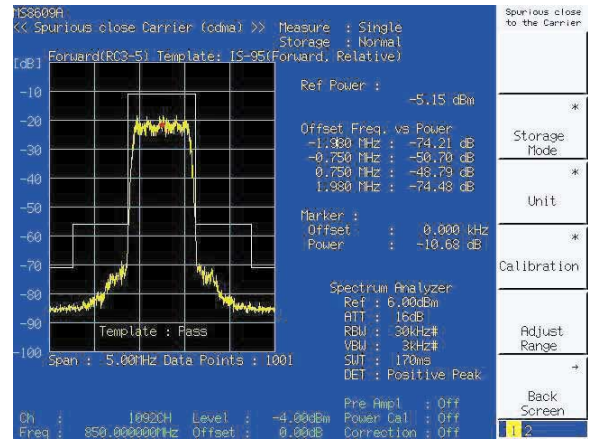 MS8609A
<< Spurious close Carrier (cdma) >> Measure : Single
Storage : Normal
Forward(RC3-5) Template: IS-95(Forward, Relative)
[dB]
-10
-20
-30
-40
-50
-60
-70
-80
-90
-100
Template : Pass
Span : 5.00MHz Data Points : 1001
Ref Power :
-5.15 dBm
Offset Freq. vs Power
-1.980 MHz : -74.21 dB
-0.750 MHz : -50.70 dB
0.750 MHz : -48.79 dB
1.980 MHz : -74.48 dB
Marker :
Offset : 0.000 kHz
Power : -10.68 dB
Spectrum Analyzer
Ref : 6.00dBm
ATT : 16dB
RBW : 30kHz#
VBW : 3kHz#
SWT : 170ms
DET : Positive Peak
Pre Ampl : Off
Ch : 1092CH Level : -4.00dBm Power Cal : Off
Freq : 850.000000MHz Offset : 0.00dB Correction : Off
Spurious close
to the Carrier
*
Storage
Mode
*
Unit
*
Calibration
Adjust
Range
→
Back
Screen
1 2